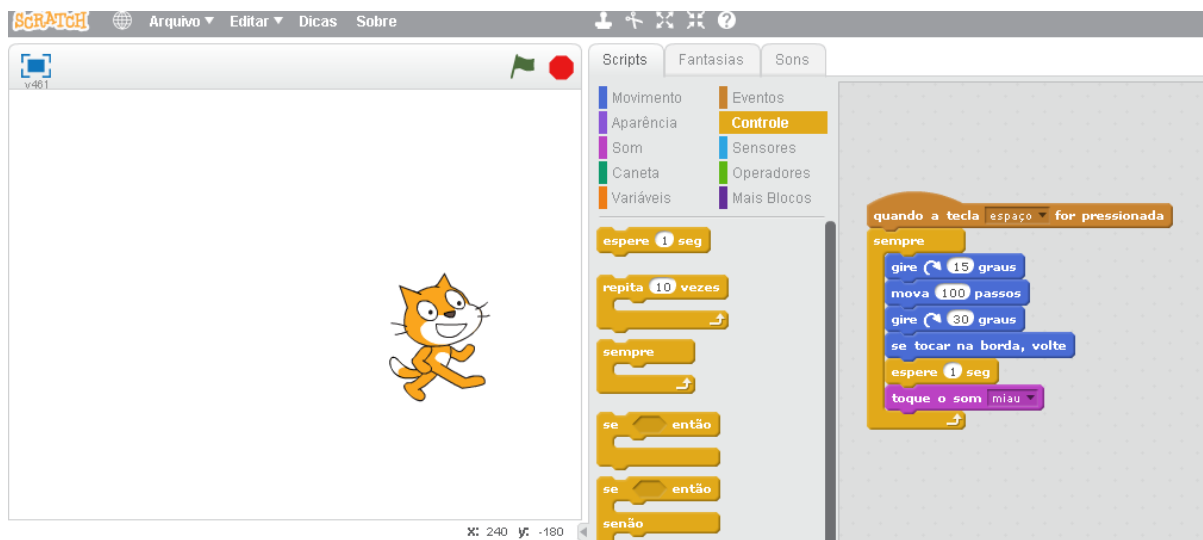 SCRATCH Arquivo ▼ Editar ▼ Dicas Sobre
v461
Scripts Fantasias Sons
Movimento Eventos
Aparência Controle
Som Sensores
Caneta Operadores
Variáveis Mais Blocos
espere 1 seg
repita 10 vezes
sempre
se então
se então
senão
quando a tecla espaço for pressionada
sempre
gire 15 graus
mova 100 passos
gire 30 graus
se tocar na borda, volte
espere 1 seg
toque o som miau
X: 240 y: -180